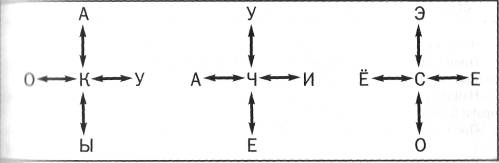 А У Э
О К У А Ч И Ё С Е
Ы Е О